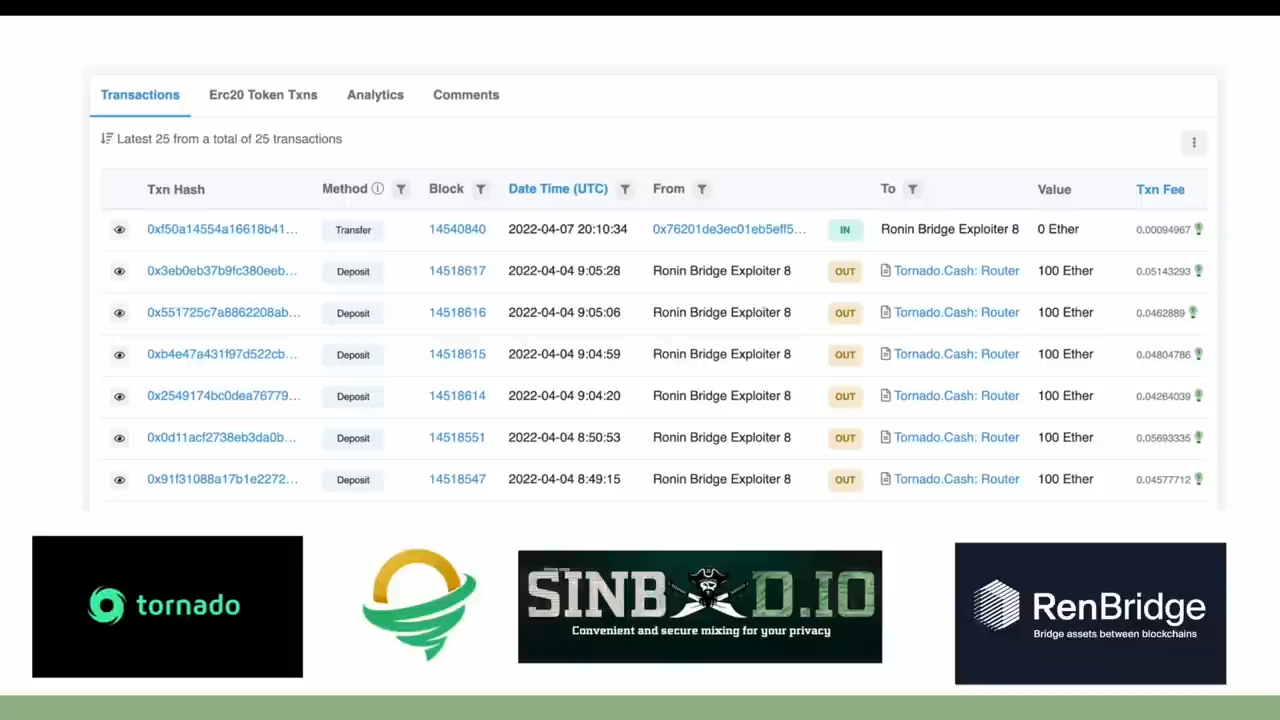 Transactions Erc20 Token Txns Analytics Comments
Latest 25 from a total of 25 transactions
Txn Hash Method Block Date Time (UTC) From To Value Txn Fee
0xf50a14554a16618b41... Transfer 14540840 2022-04-07 20:10:34 0x76201de3ec01eb5eff5... IN Ronin Bridge Exploiter 8 0 Ether 0.00094967
0x3eb0eb37b9fc380eeb... Deposit 14518617 2022-04-04 9:05:28 Ronin Bridge Exploiter 8 OUT Tornado.Cash: Router 100 Ether 0.05143293
0x551725c7a8862208ab... Deposit 14518616 2022-04-04 9:05:06 Ronin Bridge Exploiter 8 OUT Tornado.Cash: Router 100 Ether 0.0462889
0xb4e47a431f97d522cb... Deposit 14518615 2022-04-04 9:04:59 Ronin Bridge Exploiter 8 OUT Tornado.Cash: Router 100 Ether 0.04804786
0x2549174bc0dea76779... Deposit 14518614 2022-04-04 9:04:20 Ronin Bridge Exploiter 8 OUT Tornado.Cash: Router 100 Ether 0.04264039
0x0d11acf2738eb3da0b... Deposit 14518551 2022-04-04 8:50:53 Ronin Bridge Exploiter 8 OUT Tornado.Cash: Router 100 Ether 0.05693335
0x91f31088a17b1e2272... Deposit 14518547 2022-04-04 8:49:15 Ronin Bridge Exploiter 8 OUT Tornado.Cash: Router 100 Ether 0.04577712
tornado
SINB D.IO
Convenient and secure mixing for your privacy
RenBridge
Bridge assets between blockchains